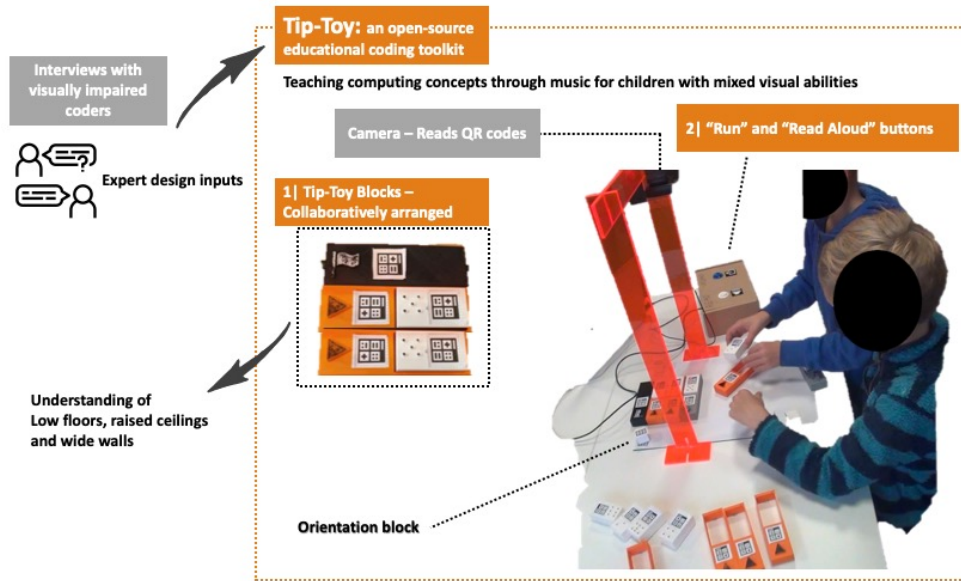 Tip-Toy: an open-source
educational coding toolkit
Interviews with
visually impaired
coders
Teaching computing concepts through music for children with mixed visual abilities
Camera – Reads QR codes
2| “Run” and “Read Aloud” buttons
?
Expert design inputs
1| Tip-Toy Blocks –
Collaboratively arranged
Understanding of
Low floors, raised ceilings
and wide walls
Orientation block